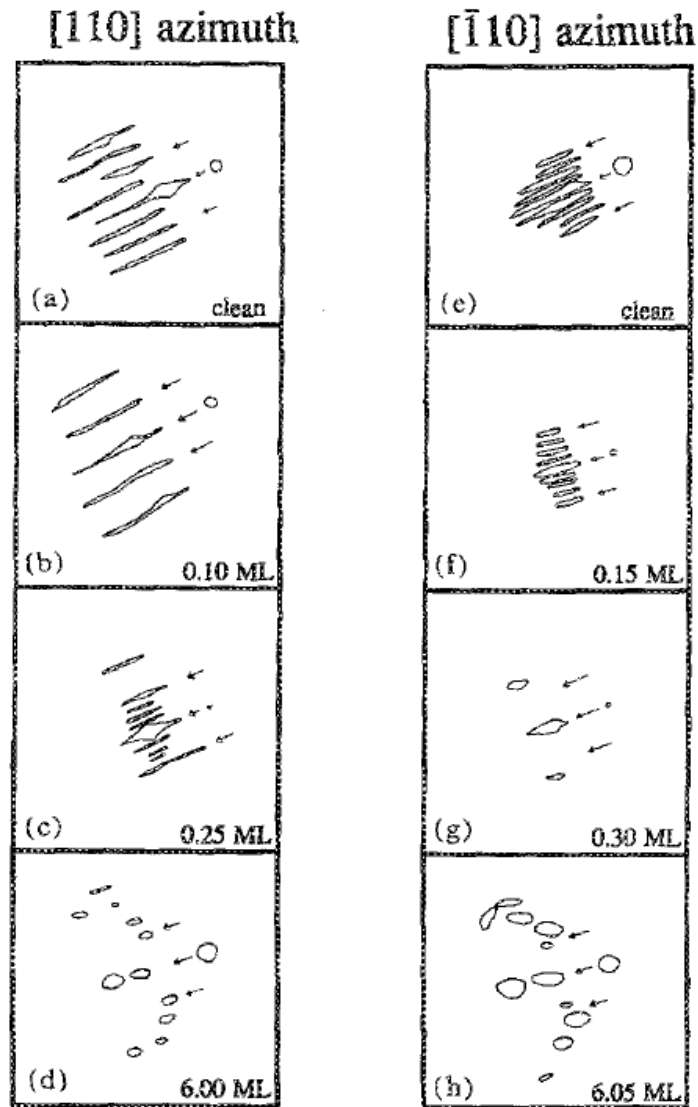 [110] azimuth
[1̄10] azimuth
(a)
clean
(e)
clean
(b)
0.10 ML
(f)
0.15 ML
(c)
0.25 ML
(g)
0.30 ML
(d)
6.00 ML
(h)
6.05 ML